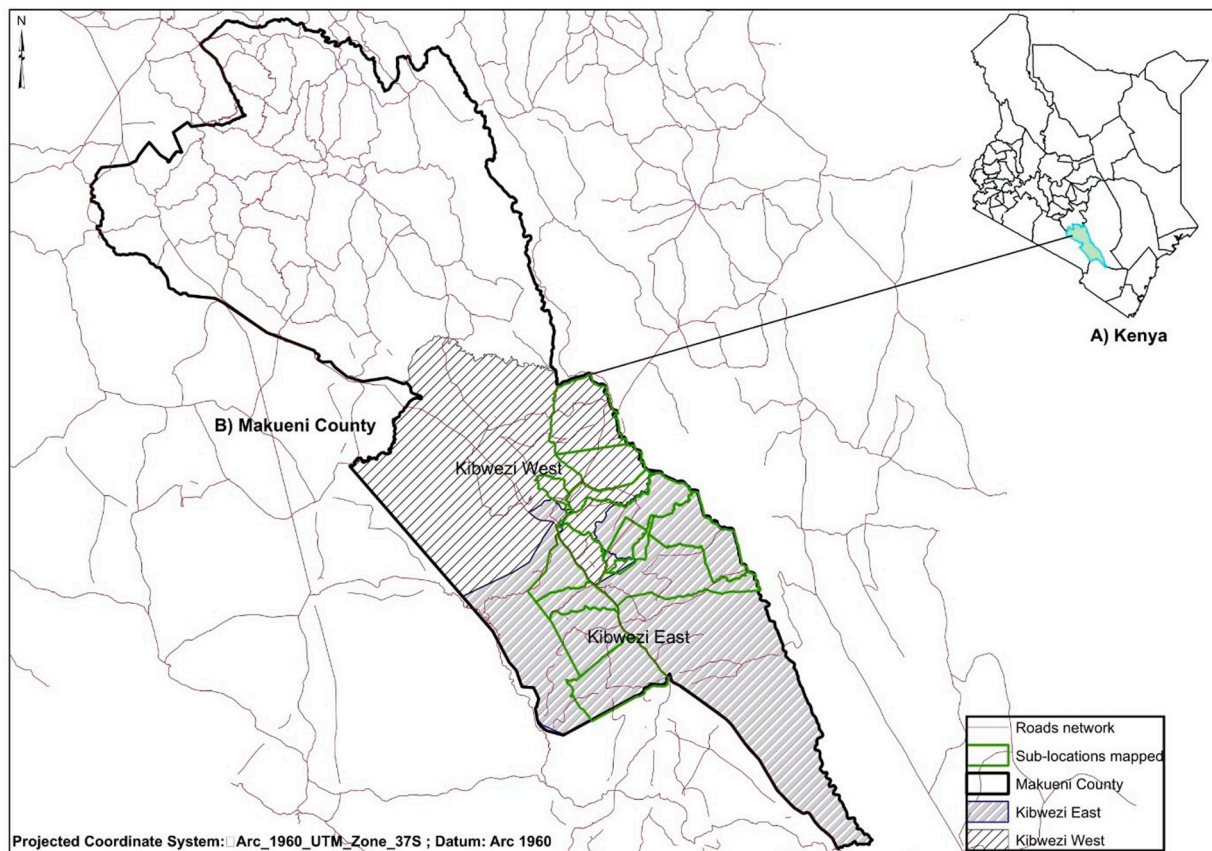 N
A) Kenya
B) Makueni County
Kibwezi West
Kibwezi East
Roads network
Sub-locations mapped
Makueni County
Kibwezi East
Kibwezi West
Projected Coordinate System: Arc_1960_UTM_Zone_37S ; Datum: Arc 1960